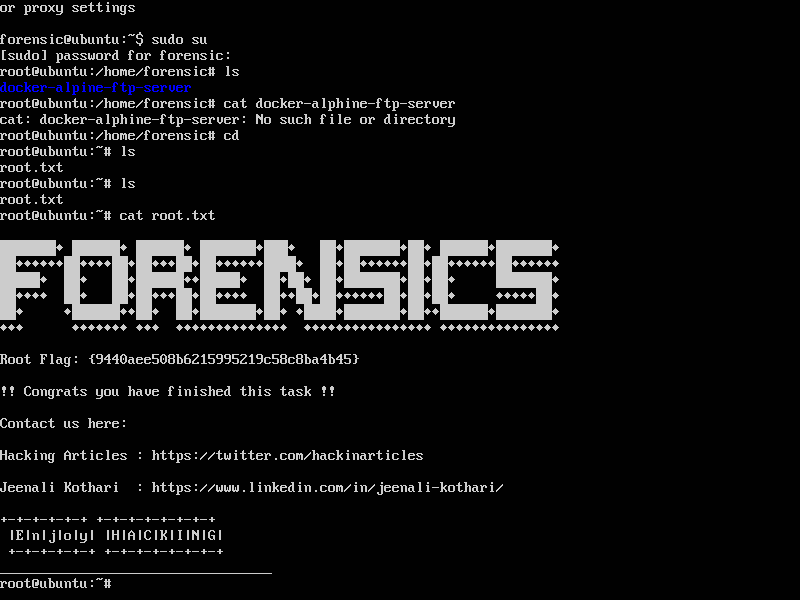 or proxy settings
forensic@ubuntu:~$ sudo su
[sudo] password for forensic:
root@ubuntu:/home/forensic# ls
docker-alpine-ftp-server
root@ubuntu:/home/forensic# cat docker-alphine-ftp-server
cat: docker-alphine-ftp-server: No such file or directory
root@ubuntu:/home/forensic# cd
root@ubuntu:~# ls
root.txt
root@ubuntu:~# ls
root.txt
root@ubuntu:~# cat root.txt
FORENSICS
Root Flag: {9440aee508b6215995219c58c8ba4b45}
!! Congrats you have finished this task !!
Contact us here:
Hacking Articles : https://twitter.com/hackinarticles
Jeenali Kothari  : https://www.linkedin.com/in/jeenali-kothari/
+-+-+-+-+-+ +-+-+-+-+-+-+-+
|E|n|j|o|y| |H|A|C|K|I|N|G|
+-+-+-+-+-+ +-+-+-+-+-+-+-+
__________________________________
root@ubuntu:~#